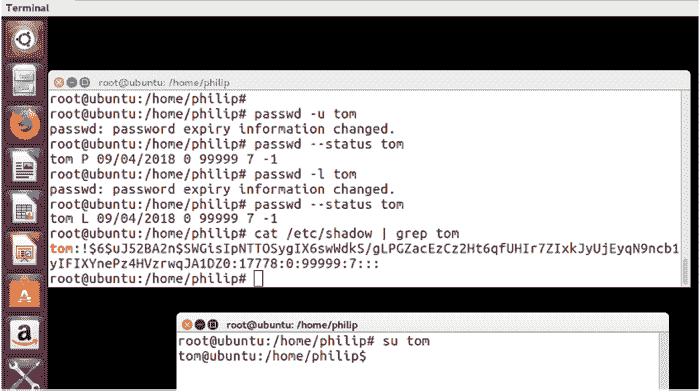 Terminal
root@ubuntu: /home/philip
root@ubuntu:/home/philip#
root@ubuntu:/home/philip# passwd -u tom
passwd: password expiry information changed.
root@ubuntu:/home/philip# passwd --status tom
tom P 09/04/2018 0 99999 7 -1
root@ubuntu:/home/philip# passwd -l tom
passwd: password expiry information changed.
root@ubuntu:/home/philip# passwd --status tom
tom L 09/04/2018 0 99999 7 -1
root@ubuntu:/home/philip# cat /etc/shadow | grep tom
tom:!$6$uJ52BA2n$SWGisIpNTTOSygIX6swWdkS/gLPGZacEzCz2Ht6qfUHIr7ZIxkJyUjEyqN9ncb1
yIFIXYnePz4HVzrwqJA1DZ0:17778:0:99999:7:::
root@ubuntu:/home/philip#
root@ubuntu: /home/philip
root@ubuntu:/home/philip# su tom
tom@ubuntu:/home/philip$